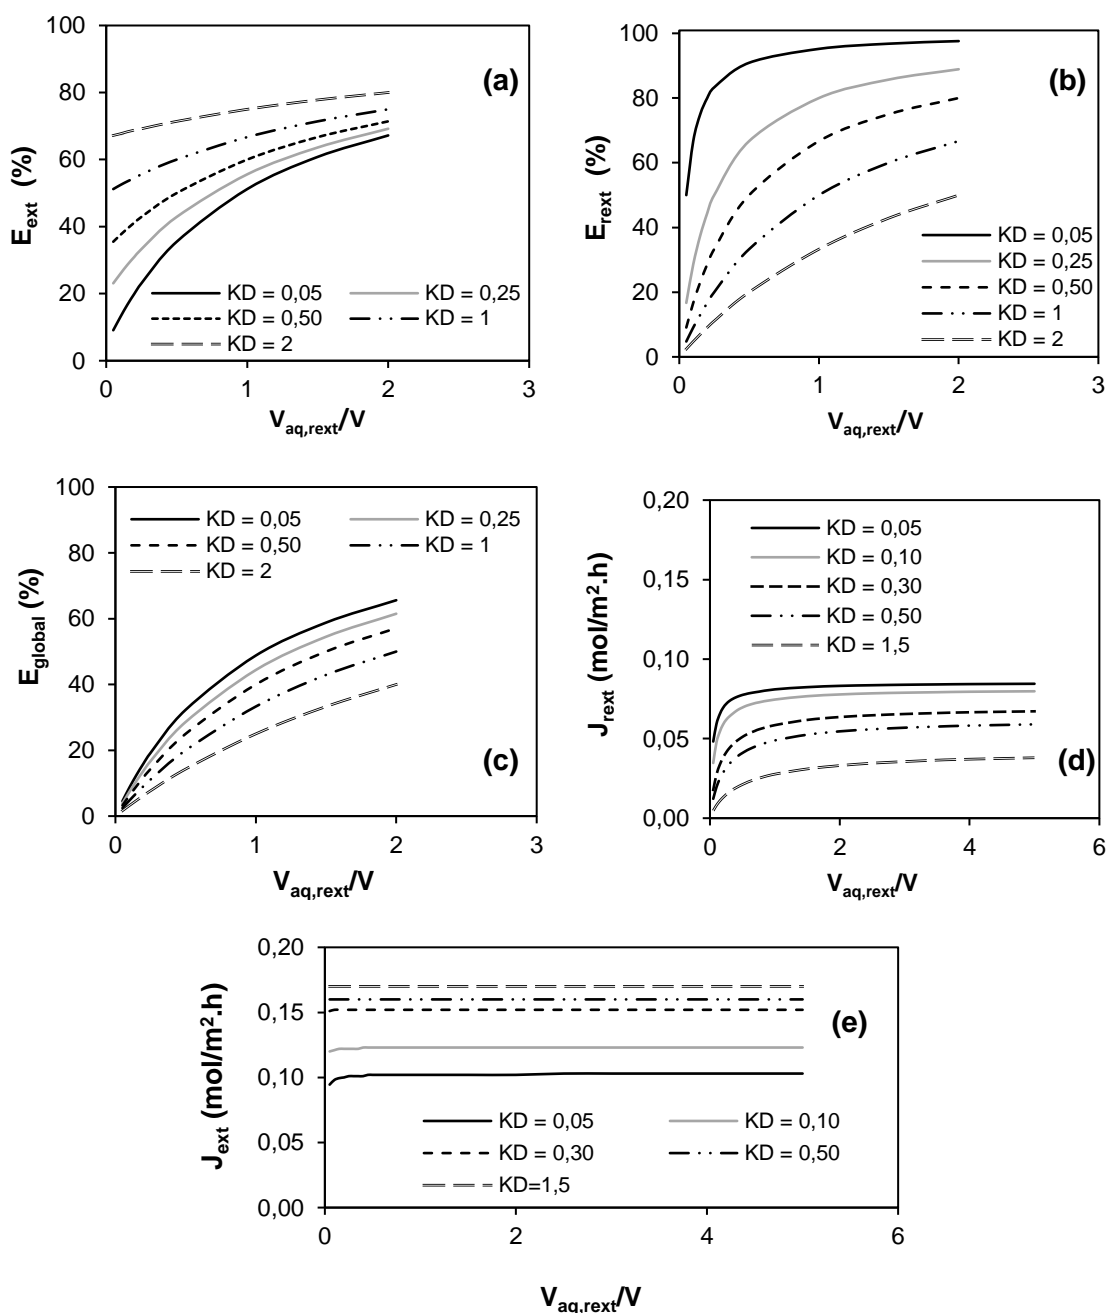 100
80
60
40
20
0
E_ext (%)
(a)
KD = 0,05 KD = 0,25
KD = 0,50 KD = 1
KD = 2
0 1 2 3
V_aq,rext/V
100
80
60
40
20
0
E_rext (%)
(b)
KD = 0,05
KD = 0,25
KD = 0,50
KD = 1
KD = 2
0 1 2 3
V_aq,rext/V
100
80
60
40
20
0
E_global (%)
KD = 0,05 KD = 0,25
KD = 0,50 KD = 1
KD = 2
(c)
0 1 2 3
V_aq,rext/V
0,20
0,15
0,10
0,05
0,00
J_rext (mol/m².h)
KD = 0,05
KD = 0,10
KD = 0,30
KD = 0,50
KD = 1,5
(d)
0 2 4 6
V_aq,rext/V
0,20
0,15
0,10
0,05
0,00
J_ext (mol/m².h)
(e)
KD = 0,05 KD = 0,10
KD = 0,30 KD = 0,50
KD=1,5
0 2 4 6
V_aq,rext/V